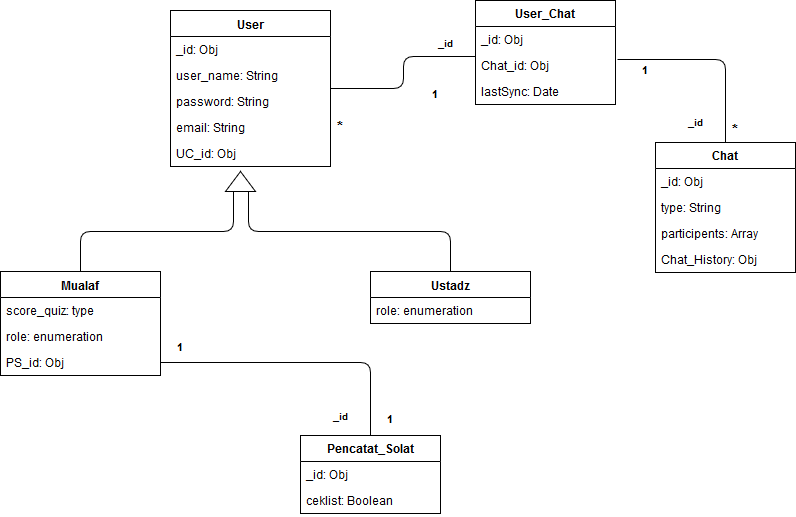 User
_id: Obj
user_name: String
password: String
email: String
UC_id: Obj
_id
1
*
User_Chat
_id: Obj
Chat_id: Obj
lastSync: Date
1
_id
*
Chat
_id: Obj
type: String
participents: Array
Chat_History: Obj
Mualaf
score_quiz: type
role: enumeration
PS_id: Obj
Ustadz
role: enumeration
1
_id
1
Pencatat_Solat
_id: Obj
ceklist: Boolean